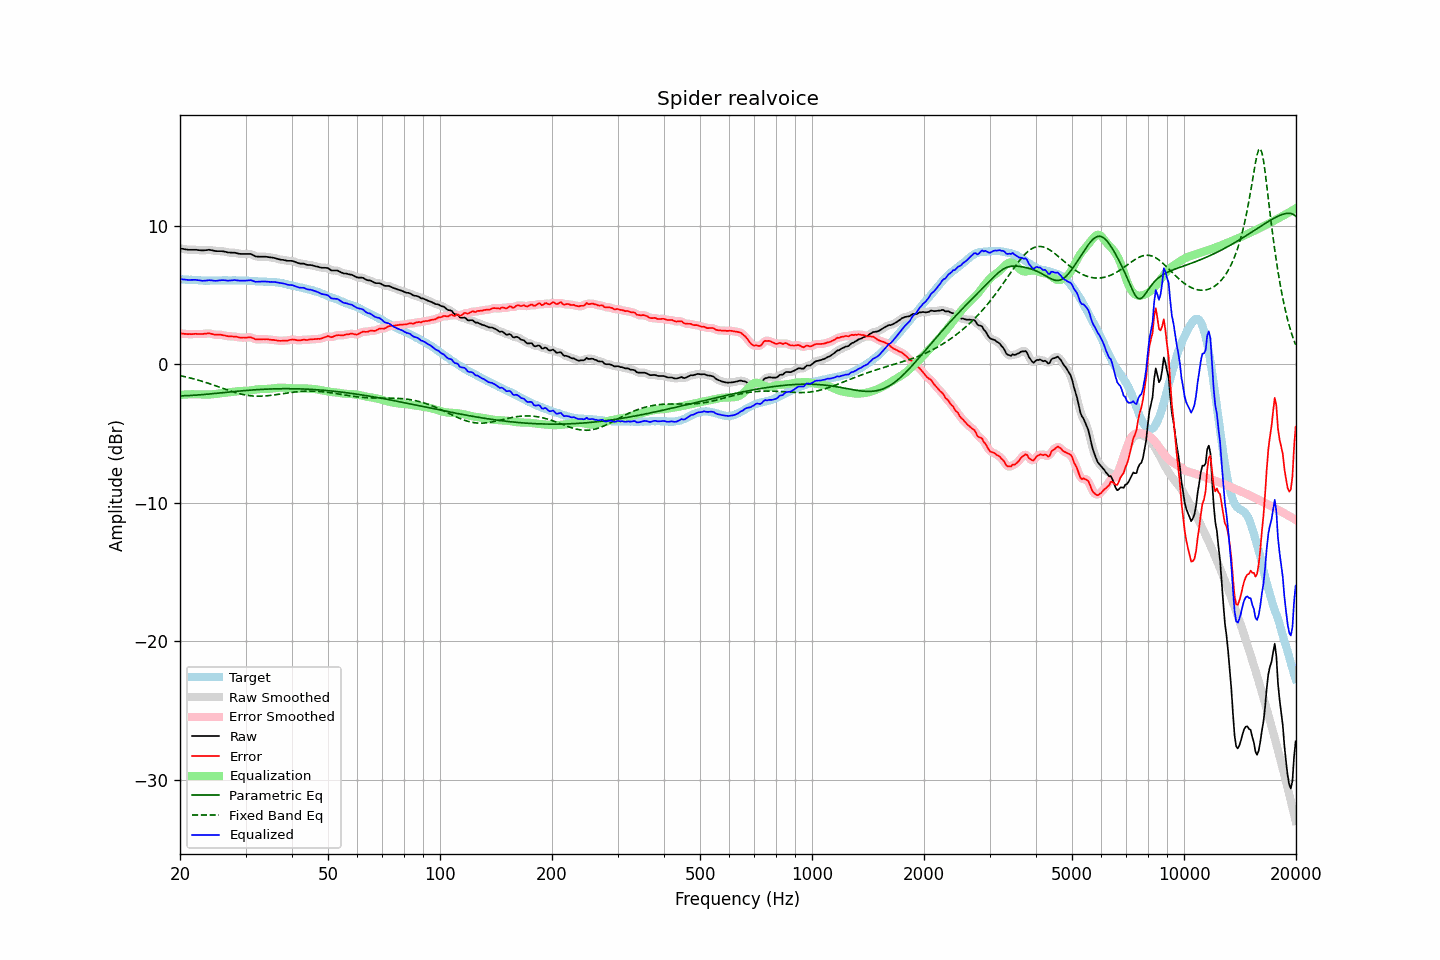 Spider realvoice
Amplitude (dBr)
10
0
−10
−20
−30
Target
Raw Smoothed
Error Smoothed
Raw
Error
Equalization
Parametric Eq
Fixed Band Eq
Equalized
20 50 100 200 500 1000 2000 5000 10000 20000
Frequency (Hz)